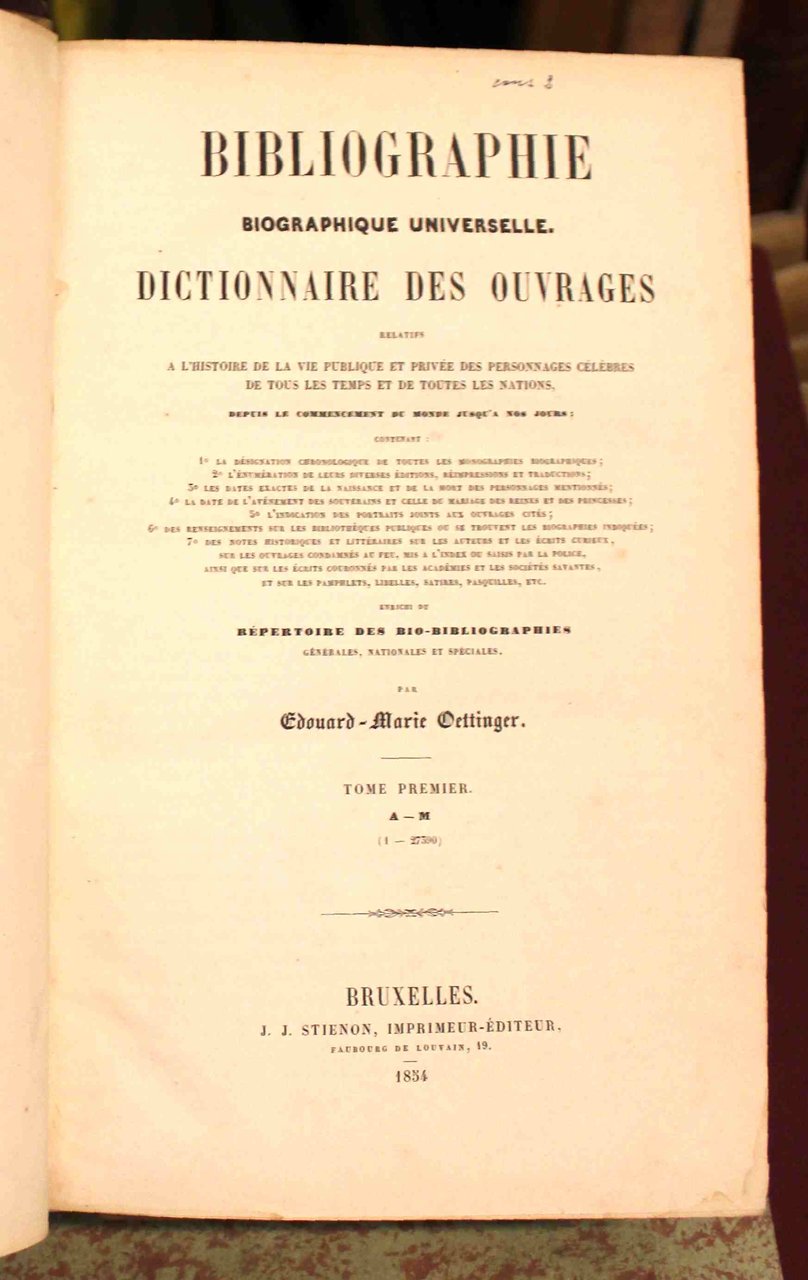 BIBLIOGRAPHIE
BIOGRAPHIQUE UNIVERSELLE.
DICTIONNAIRE DES OUVRAGES
RELATIFS
A L'HISTOIRE DE LA VIE PUBLIQUE ET PRIVÉE DES PERSONNAGES CÉLÈBRES
DE TOUS LES TEMPS ET DE TOUTES LES NATIONS,
DEPUIS LE COMMENCEMENT DU MONDE JUSQU'A NOS JOURS;
CONTENANT :
1° LA DÉSIGNATION CHRONOLOGIQUE DE TOUTES LES MONOGRAPHIES BIOGRAPHIQUES;
2° L'ÉNUMÉRATION DE LEURS DIVERSES ÉDITIONS, RÉIMPRESSIONS ET TRADUCTIONS;
3° LES DATES EXACTES DE LA NAISSANCE ET DE LA MORT DES PERSONNAGES MENTIONNÉS;
4° LA DATE DE L'AVÉNEMENT DES SOUVERAINS ET CELLE DU MARIAGE DES REINES ET DES PRINCESSES;
5° L'INDICATION DES PORTRAITS JOINTS AUX OUVRAGES CITÉS;
6° DES RENSEIGNEMENTS SUR LES BIBLIOTHÈQUES PUBLIQUES OU SE TROUVENT LES BIOGRAPHIES INDIQUÉES;
7° DES NOTES HISTORIQUES ET LITTÉRAIRES SUR LES AUTEURS ET LES ÉCRITS CURIEUX,
SUR LES OUVRAGES CONDAMNÉS AU FEU, MIS A L'INDEX OU SAISIS PAR LA POLICE,
AINSI QUE SUR LES ÉCRITS COURONNÉS PAR LES ACADÉMIES ET LES SOCIÉTÉS SAVANTES,
ET SUR LES PAMPHLETS, LIBELLES, SATIRES, PASQUILLES, ETC.
ENRICHI DU
RÉPERTOIRE DES BIO-BIBLIOGRAPHIES
GÉNÉRALES, NATIONALES ET SPÉCIALES.
PAR
Edouard-Marie Oettinger.
TOME PREMIER.
A — M
(1 — 27390)
BRUXELLES.
J. J. STIENON, IMPRIMEUR-ÉDITEUR,
FAUBOURG DE LOUVAIN, 19.
1854